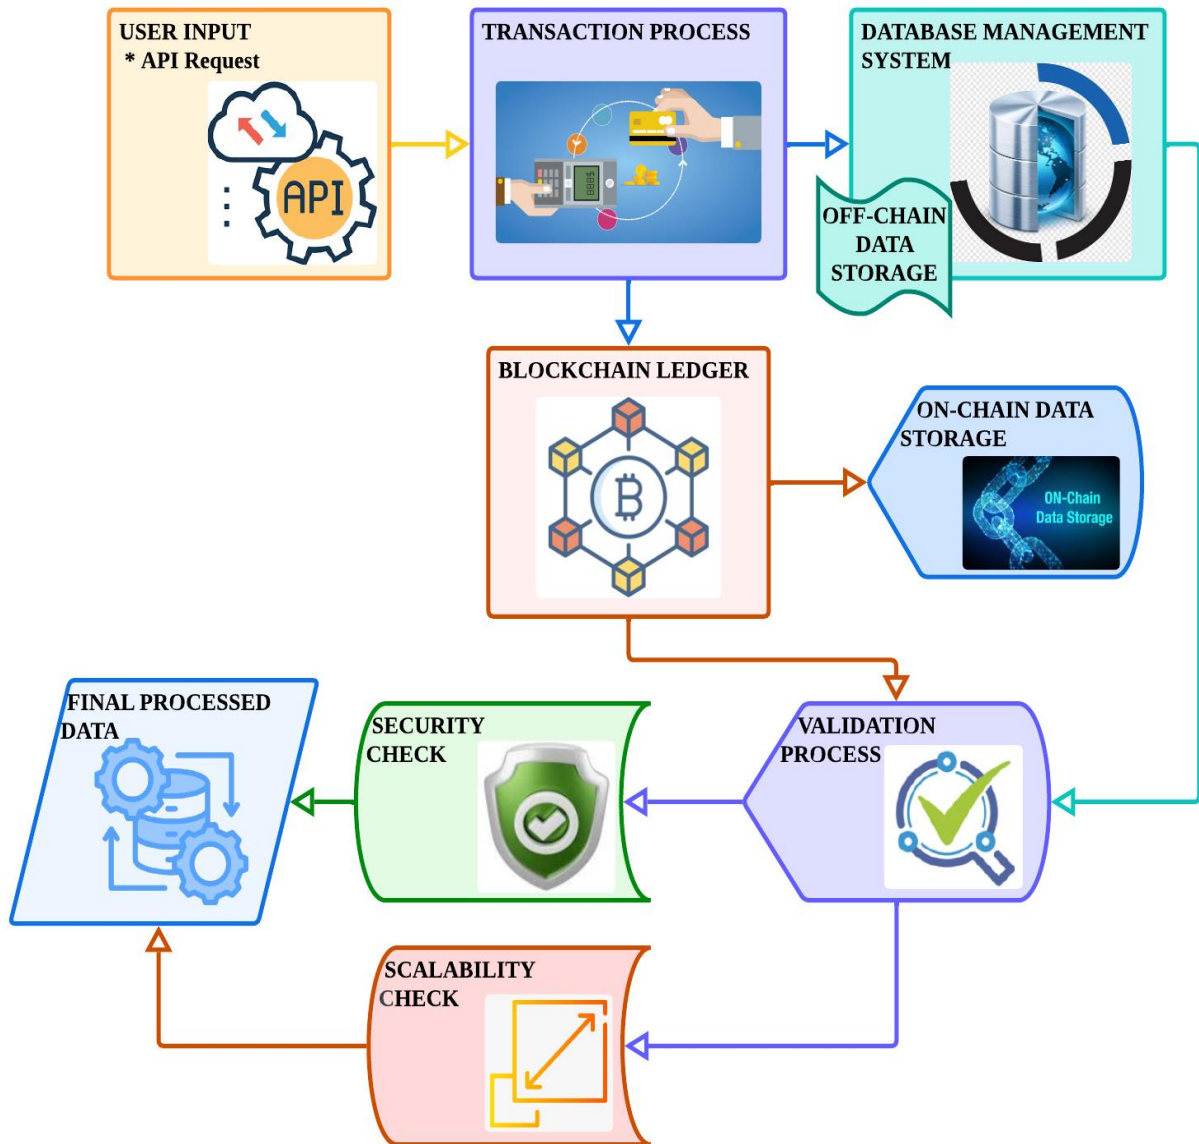 USER INPUT
* API Request
API
TRANSACTION PROCESS
DATABASE MANAGEMENT
SYSTEM
OFF-CHAIN
DATA
STORAGE
BLOCKCHAIN LEDGER
B
ON-CHAIN DATA
STORAGE
ON-Chain
Data Storage
FINAL PROCESSED
DATA
SECURITY
CHECK
VALIDATION
PROCESS
SCALABILITY
CHECK